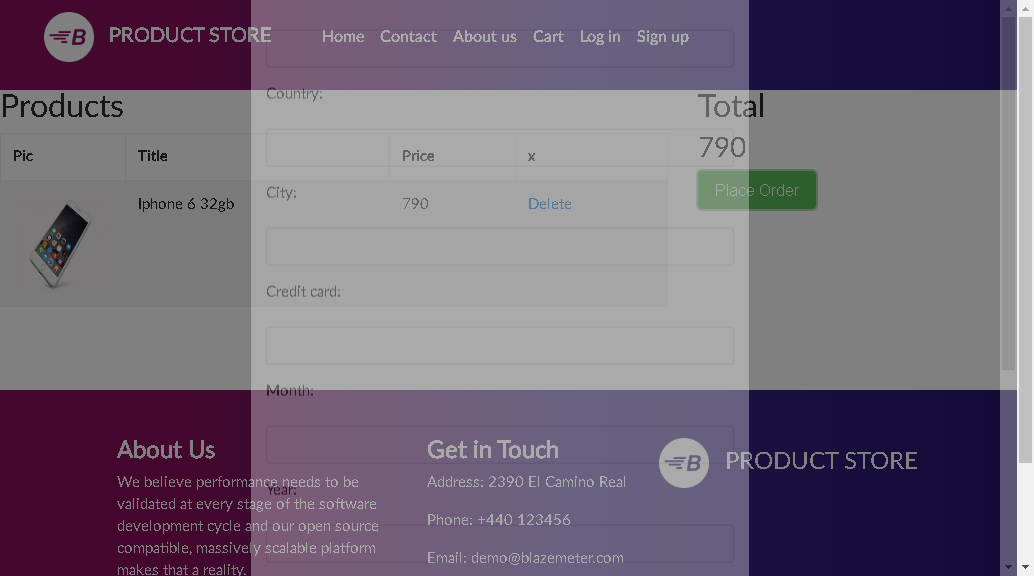 PRODUCT STORE Home Contact About us Cart Log in Sign up
Country:
Products
Total
Pic Title Price x
790
City:
Place Order
Iphone 6 32gb 790 Delete
Credit card:
Month:
About Us
We believe performance needs to be
validated at every stage of the software
development cycle and our open source
compatible, massively scalable platform
makes that a reality.
Year:
Get in Touch
Address: 2390 El Camino Real
Phone: +440 123456
Email: demo@blazemeter.com
B PRODUCT STORE